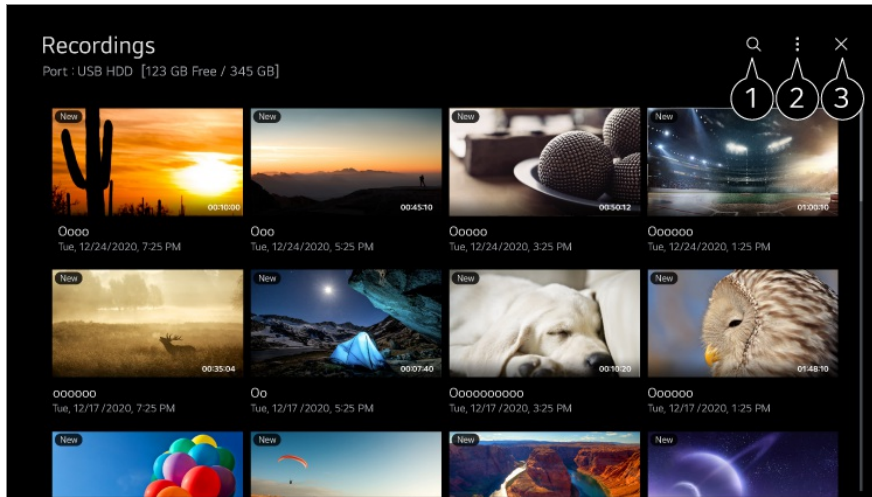 Recordings
Port : USB HDD [123 GB Free / 345 GB]
1 2 3
New New New New
00:10:00 00:45:10 00:50:12 01:00:10
Oooo Ooo Ooooo Oooooo
Tue, 12/24/2020, 7:25 PM Tue, 12/24/2020, 5:25 PM Tue, 12/24/2020, 3:25 PM Tue, 12/24/2020, 1:25 PM
New New New New
00:35:04 00:07:40 00:10:20 01:48:10
oooooo Oo Oooooooooo Oooooo
Tue, 12/17 /2020, 7:25 PM Tue, 12/17 /2020, 5:25 PM Tue, 12/17 /2020, 3:25 PM Tue, 12/17 /2020, 1:25 PM
New New New New